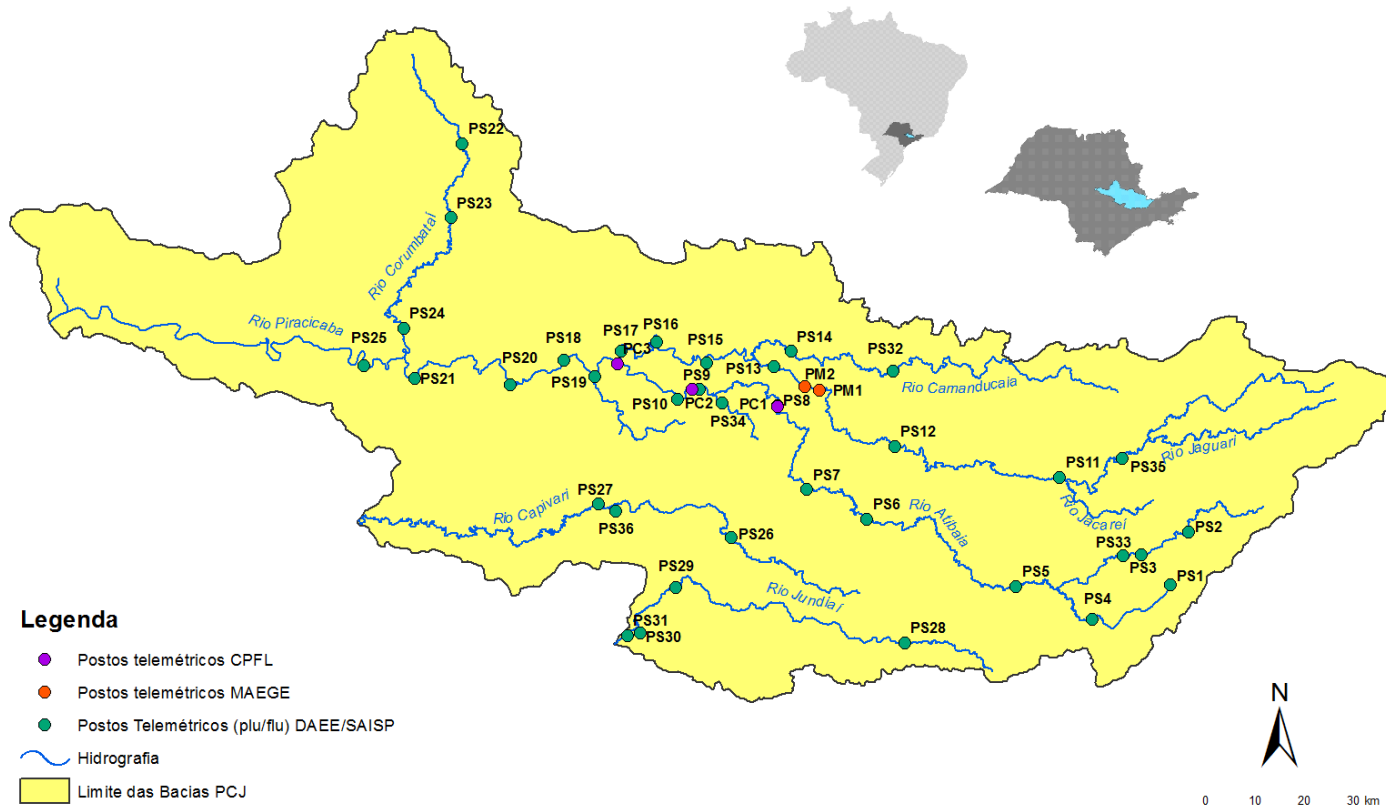 PS22
PS23
Rio Corumbataí
PS24
Rio Piracicaba
PS25
PS21
PS20
PS18
PS19
PS17
PC3
PS16
PS15
PS14
PS13
PS32
PM2
PM1
Rio Camanducaia
PS9
PS10
PC2
PS34
PC1
PS8
PS12
PS11
PS35
Rio Jaguari
Rio Jacareí
PS7
PS6
Rio Atibaia
PS27
Rio Capivari
PS36
PS26
PS2
PS33
PS3
PS1
PS5
PS4
PS29
Rio Jundiaí
PS31
PS30
PS28
Legenda
Postos telemétricos CPFL
Postos telemétricos MAEGE
Postos Telemétricos (plu/flu) DAEE/SAISP
Hidrografia
Limite das Bacias PCJ
N
0 10 20 30 km